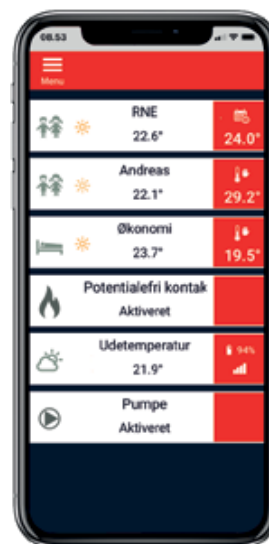 08.53
Menu
RNE
22.6°
24.0°
Andreas
22.1°
29.2°
Økonomi
23.7°
19.5°
Potentialefri kontak
Aktiveret
Udetemperatur
21.9°
94%
Pumpe
Aktiveret